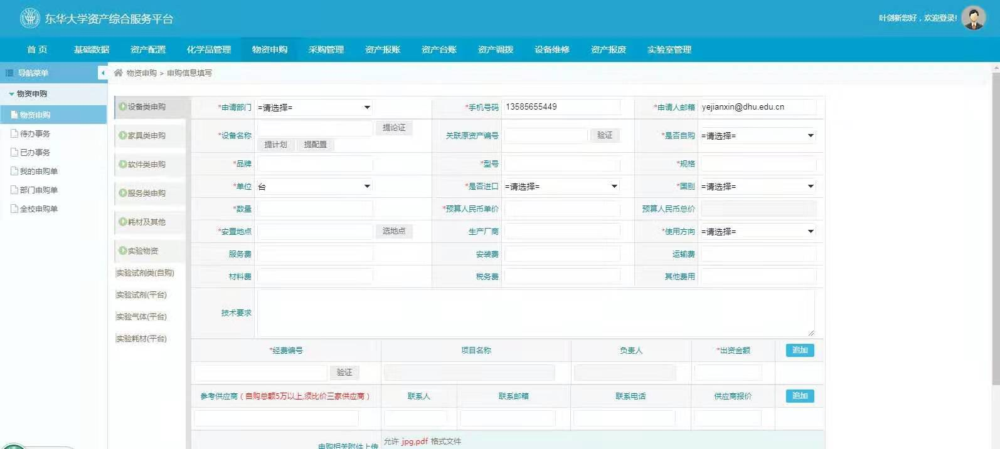 东华大学资产综合服务平台
叶剑新您好，欢迎登录!
首 页 基础数据 资产配置 化学品管理 物资申购 采购管理 资产报账 资产台账 资产调拨 设备维修 资产报废 实验室管理
导航菜单
物资申购 > 申购信息填写
物资申购
物资申购
待办事务
已办事务
我的申购单
部门申购单
全校申购单
设备类申购
家具类申购
软件类申购
服务类申购
耗材及其他
实验物资
实验试剂类(自购)
实验试剂(平台)
实验气体(平台)
实验耗材(平台)
*申请部门 =请选择= *手机号码 13585655449 *申请人邮箱 yejianxin@dhu.edu.cn
*设备名称 提论证 关联原资产编号 验证 *是否自购 =请选择=
提计划 提配置
*品牌 *型号 *规格
*单位 台 *是否进口 =请选择= *国别 =请选择=
*数量 *预算人民币单价 预算人民币总价
*安置地点 选地点 生产厂商 *使用方向 =请选择=
服务费 安装费 运输费
材料费 税务费 其他费用
技术要求
*经费编号 项目名称 负责人 *出资金额 追加
验证
参考供应商 ( 自购总额5万以上,须比价三家供应商 ) 联系人 联系邮箱 联系电话 供应商报价 追加
申购相关附件上传 允许 jpg,pdf 格式文件